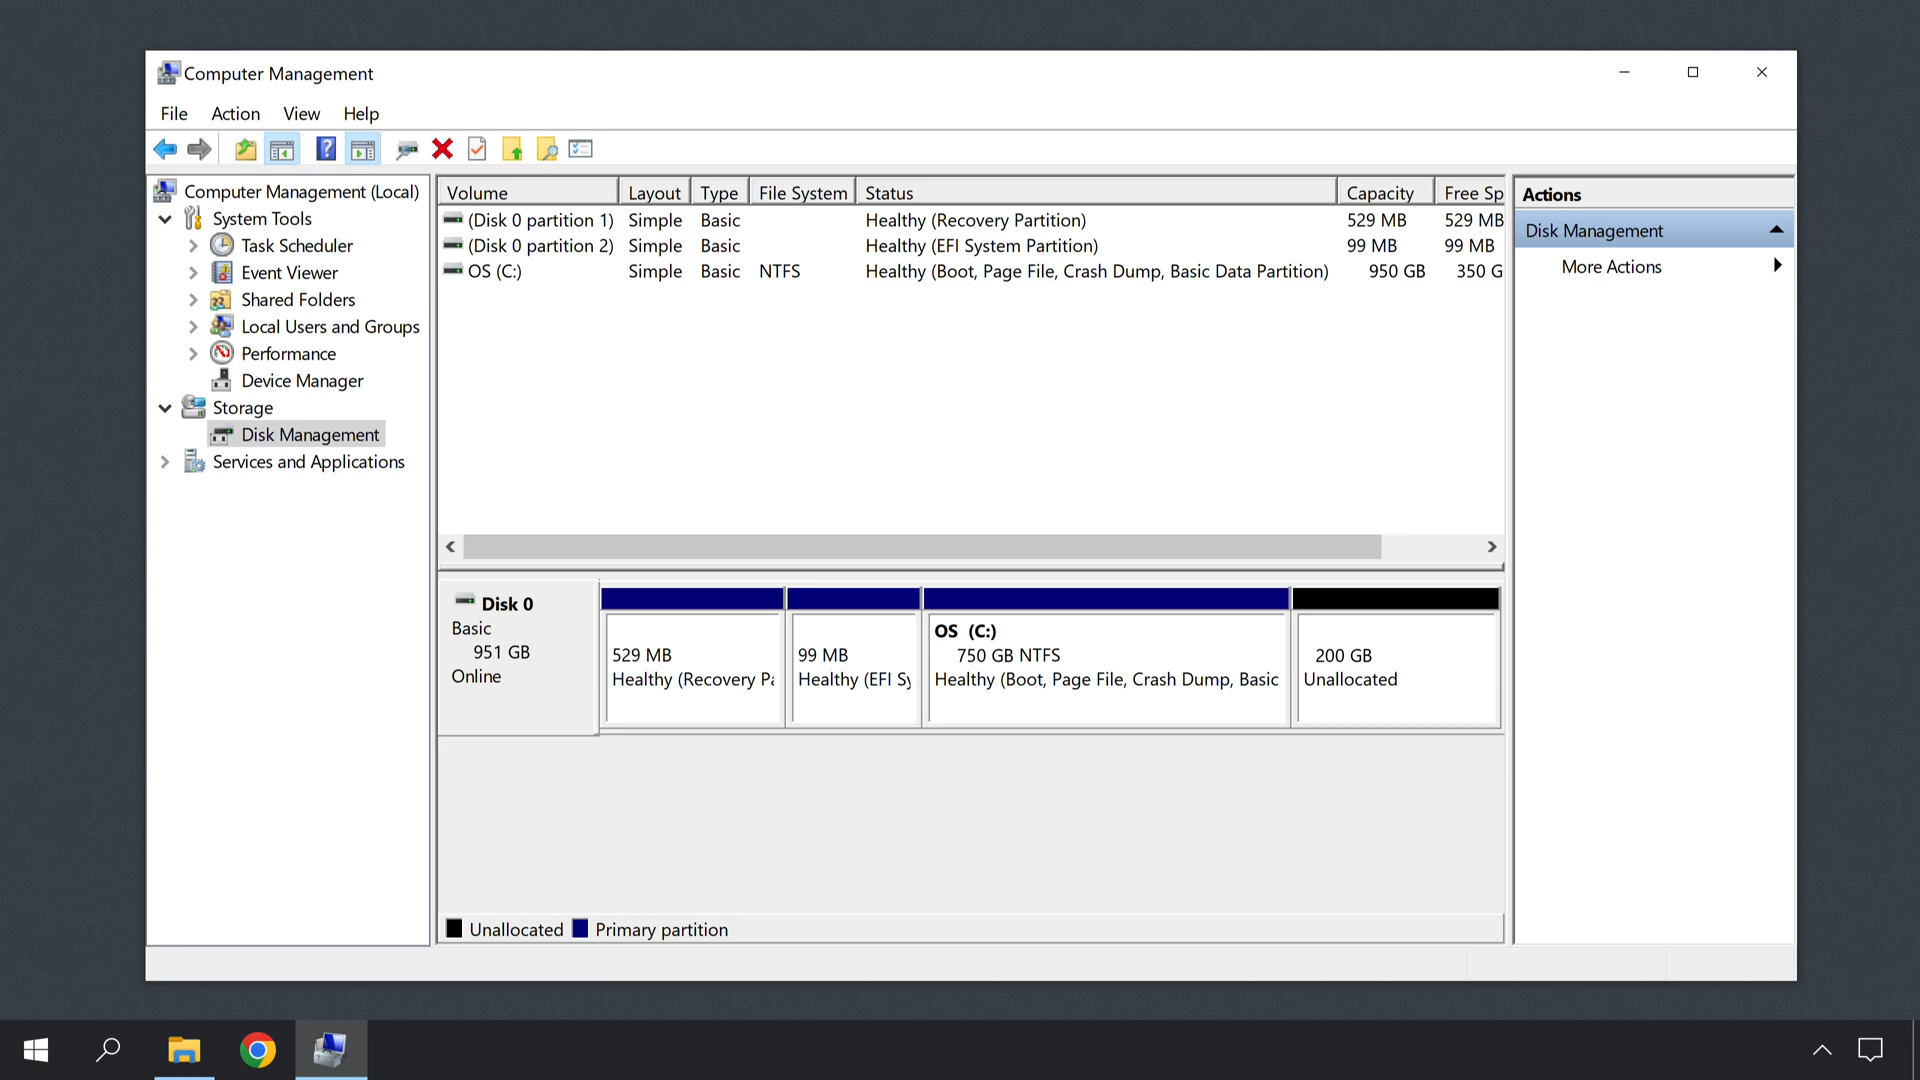 Computer Management
File Action View Help
Computer Management (Local)
System Tools
Task Scheduler
Event Viewer
Shared Folders
Local Users and Groups
Performance
Device Manager
Storage
Disk Management
Services and Applications
Volume Layout Type File System Status Capacity Free Sp
(Disk 0 partition 1) Simple Basic Healthy (Recovery Partition) 529 MB 529 MB
(Disk 0 partition 2) Simple Basic Healthy (EFI System Partition) 99 MB 99 MB
OS (C:) Simple Basic NTFS Healthy (Boot, Page File, Crash Dump, Basic Data Partition) 950 GB 350 G
Disk 0
Basic
951 GB
Online
529 MB
Healthy (Recovery Pa
99 MB
Healthy (EFI Sy
OS (C:)
750 GB NTFS
Healthy (Boot, Page File, Crash Dump, Basic
200 GB
Unallocated
Unallocated Primary partition
Actions
Disk Management
More Actions